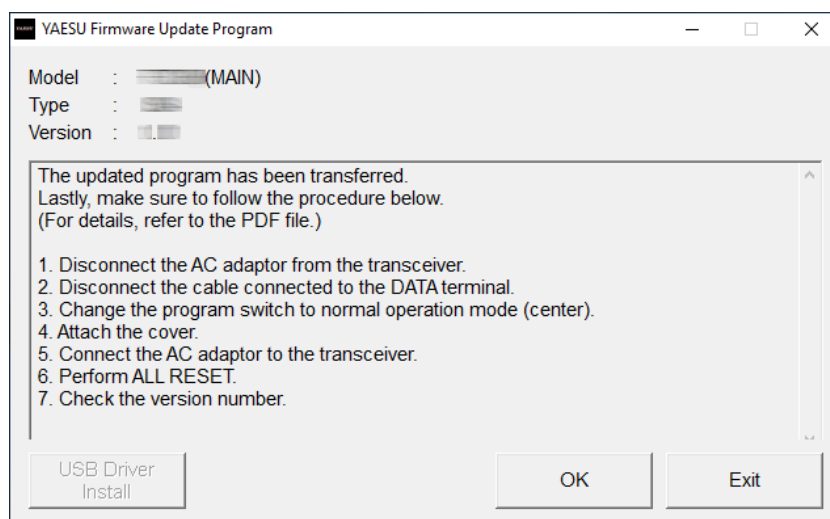 YAESU YAESU Firmware Update Program
Model : (MAIN)
Type :
Version : .
The updated program has been transferred.
Lastly, make sure to follow the procedure below.
(For details, refer to the PDF file.)
1. Disconnect the AC adaptor from the transceiver.
2. Disconnect the cable connected to the DATA terminal.
3. Change the program switch to normal operation mode (center).
4. Attach the cover.
5. Connect the AC adaptor to the transceiver.
6. Perform ALL RESET.
7. Check the version number.
USB Driver
Install
OK
Exit